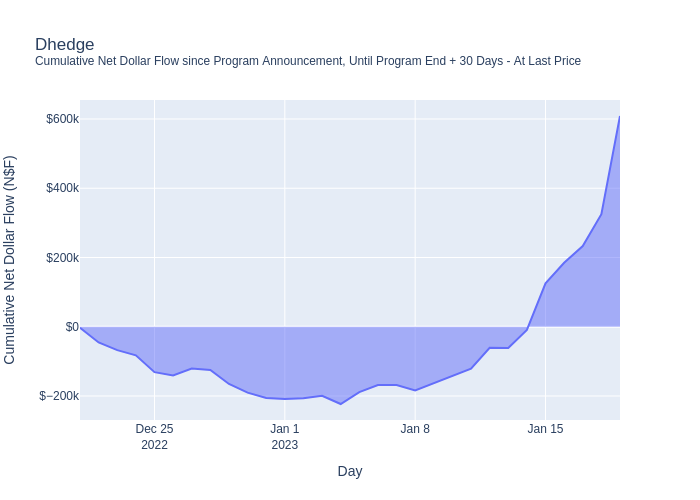 Dhedge
Cumulative Net Dollar Flow since Program Announcement, Until Program End + 30 Days - At Last Price
Cumulative Net Dollar Flow (N$F)
$600k
$400k
$200k
$0
$−200k
Dec 25
2022
Jan 1
2023
Jan 8
Jan 15
Day